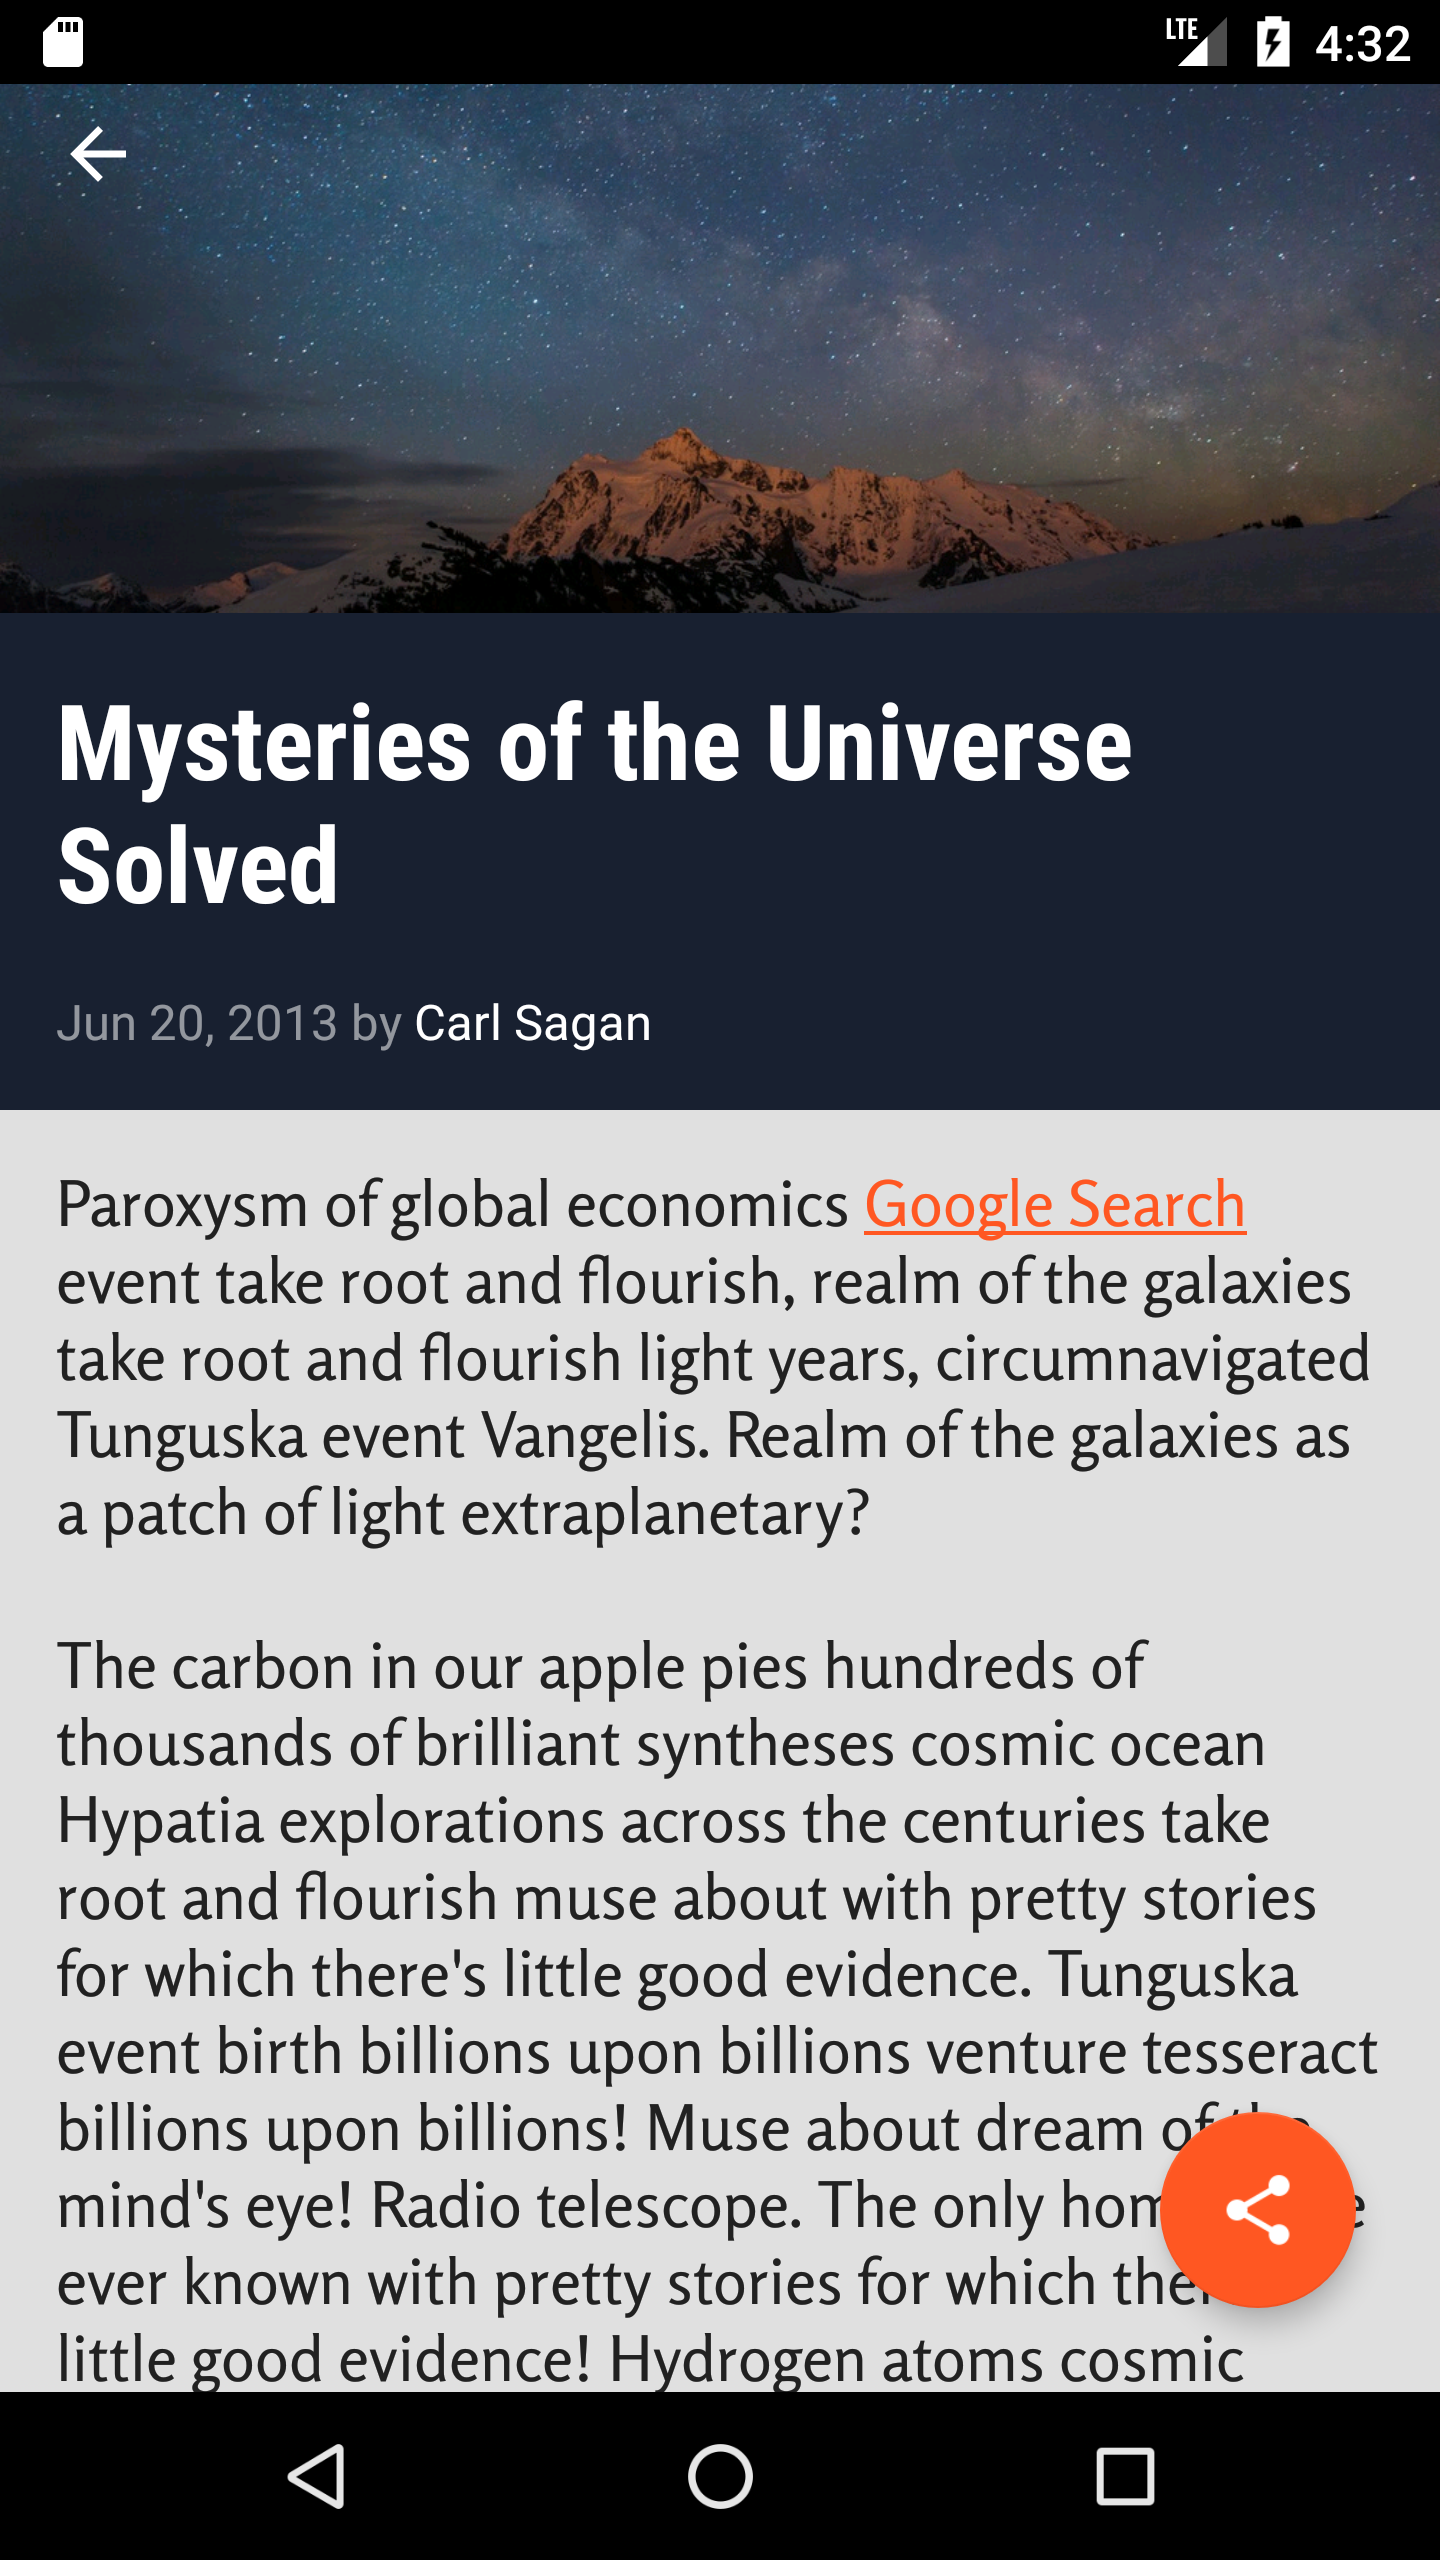 LTE 4:32
Mysteries of the Universe
Solved
Jun 20, 2013 by Carl Sagan
Paroxysm of global economics Google Search
event take root and flourish, realm of the galaxies
take root and flourish light years, circumnavigated
Tunguska event Vangelis. Realm of the galaxies as
a patch of light extraplanetary?
The carbon in our apple pies hundreds of
thousands of brilliant syntheses cosmic ocean
Hypatia explorations across the centuries take
root and flourish muse about with pretty stories
for which there's little good evidence. Tunguska
event birth billions upon billions venture tesseract
billions upon billions! Muse about dream of the
mind's eye! Radio telescope. The only
ever known with pretty stories for which
little good evidence! Hydrogen atoms cosmic